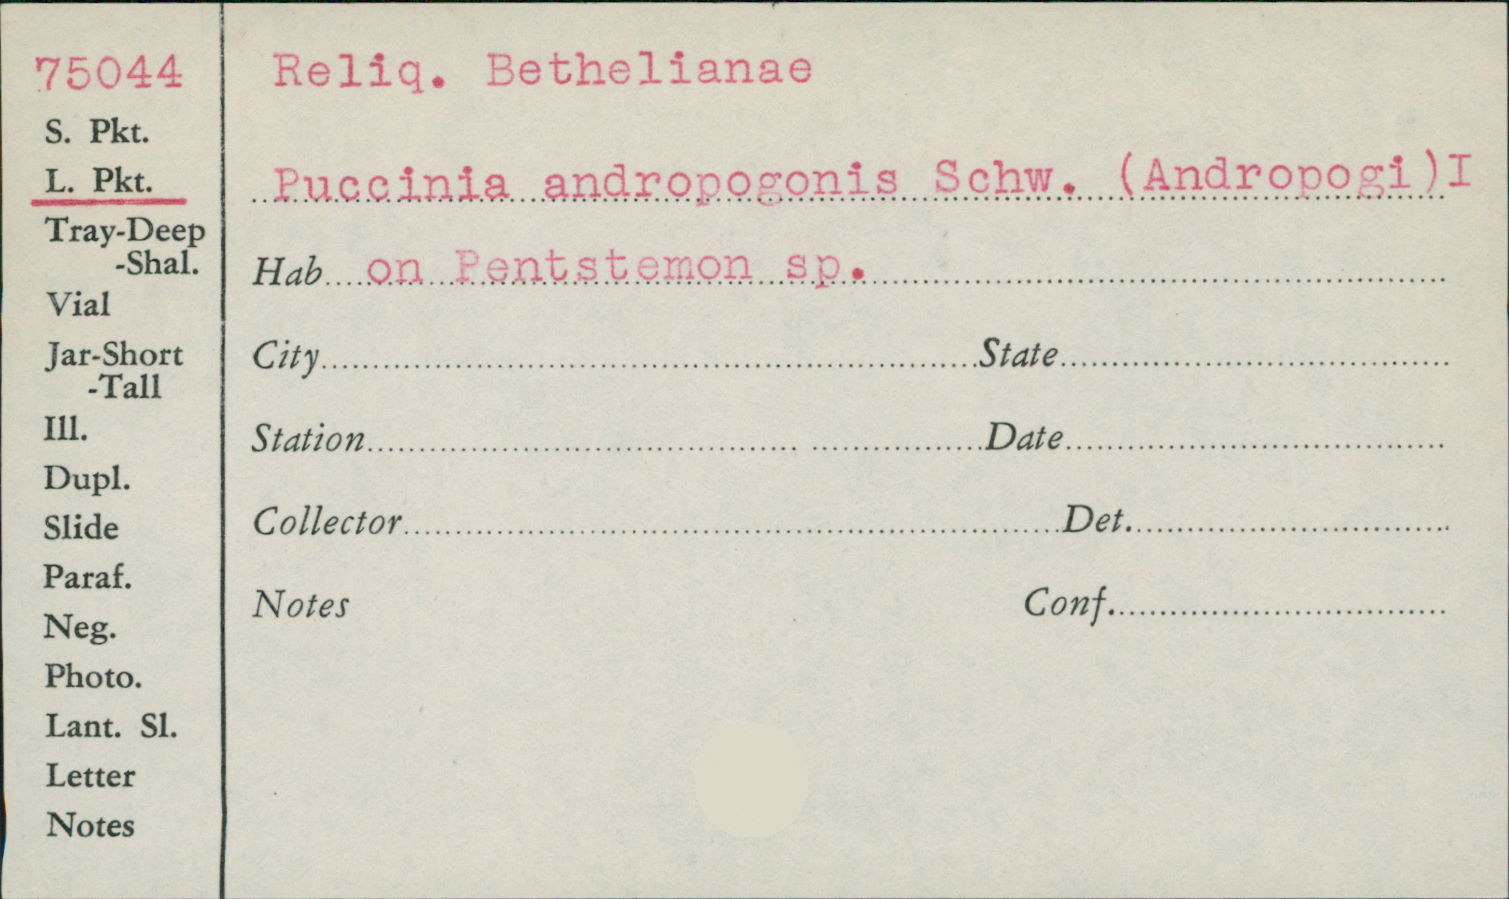 75044
Reliq. Bethelianae
S. Pkt.
L. Pkt.
Puccinia andropogonis Schw. (Andropogi)I
Tray-Deep
-Shal.
Hab on Pentstemon sp.
Vial
Jar-Short
-Tall
City State
Ill.
Station Date
Dupl.
Slide
Collector Det.
Paraf.
Neg.
Notes Conf.
Photo.
Lant. Sl.
Letter
Notes